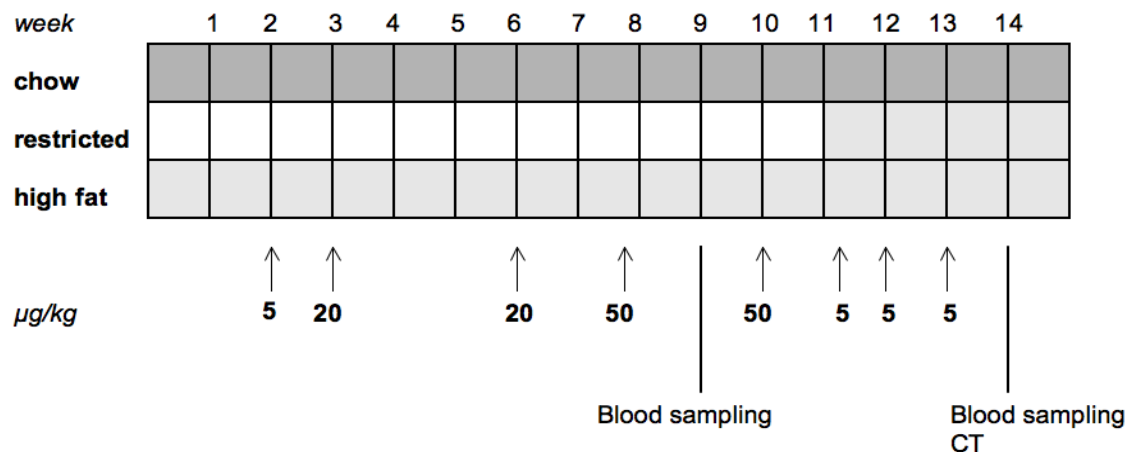 week 1 2 3 4 5 6 7 8 9 10 11 12 13 14
chow
restricted
high fat
µg/kg 5 20 20 50 50 5 5 5
Blood sampling Blood sampling
CT